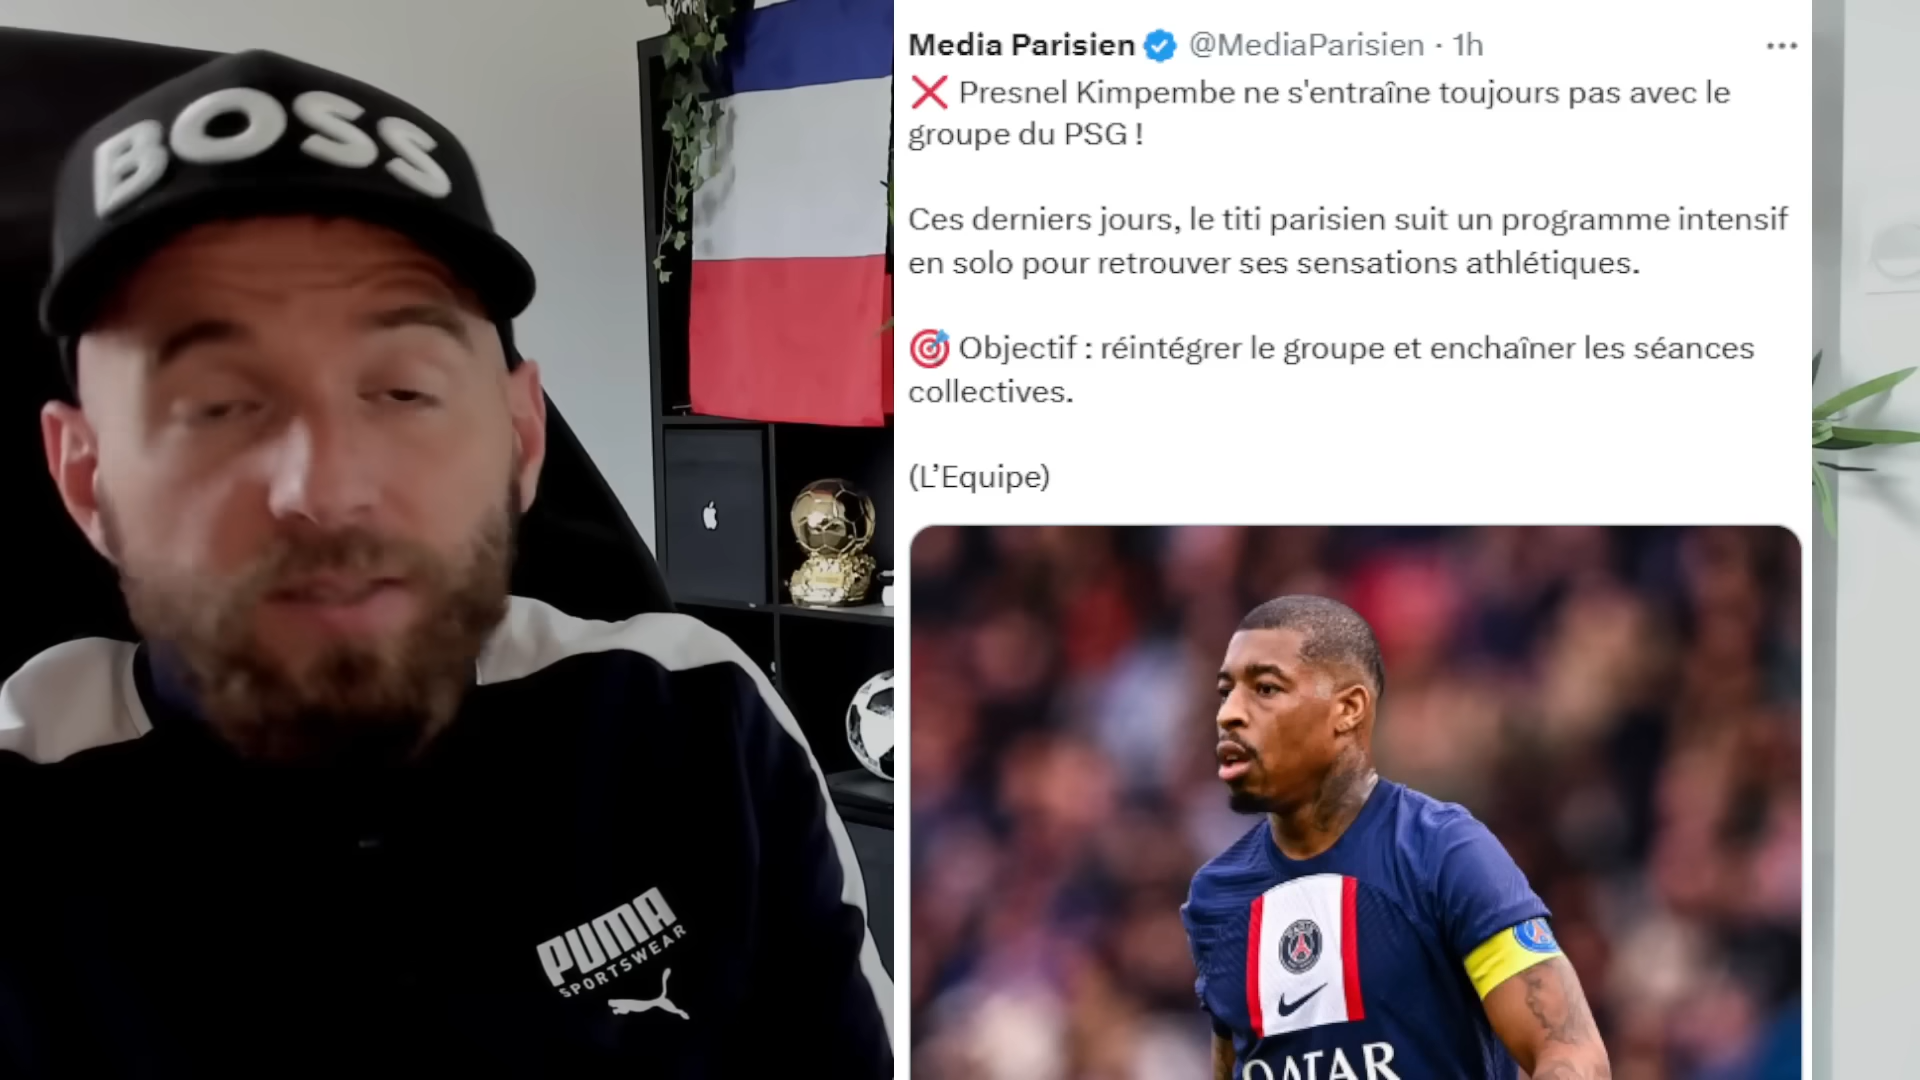 BOSS
PUMA
SPORTSWEAR
Media Parisien @MediaParisien · 1h
❌ Presnel Kimpembe ne s'entraîne toujours pas avec le
groupe du PSG !
Ces derniers jours, le titi parisien suit un programme intensif
en solo pour retrouver ses sensations athlétiques.
🎯 Objectif : réintégrer le groupe et enchaîner les séances
collectives.
(L'Equipe)
QATAR